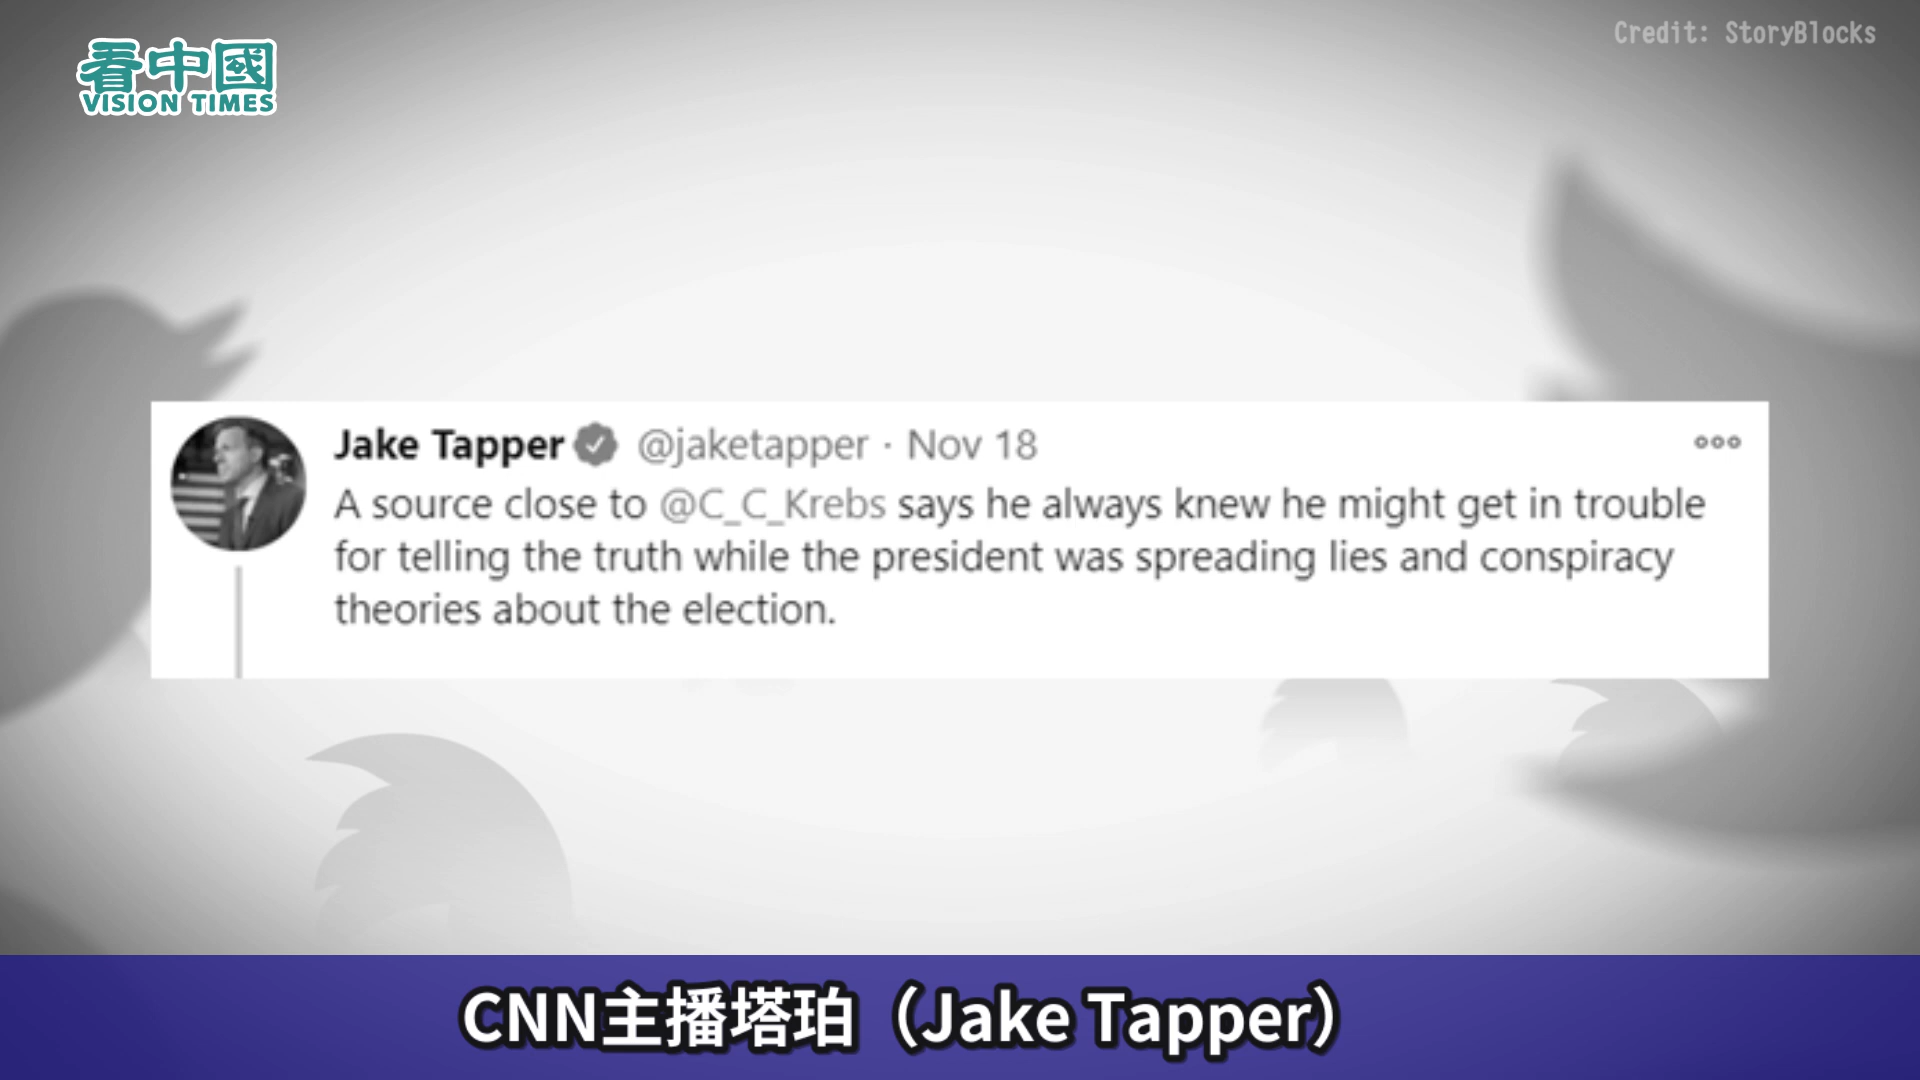 Credit: StoryBlocks
看中國
VISION TIMES
Jake Tapper @jaketapper · Nov 18
A source close to @C_C_Krebs says he always knew he might get in trouble
for telling the truth while the president was spreading lies and conspiracy
theories about the election.
CNN主播塔珀（Jake Tapper）